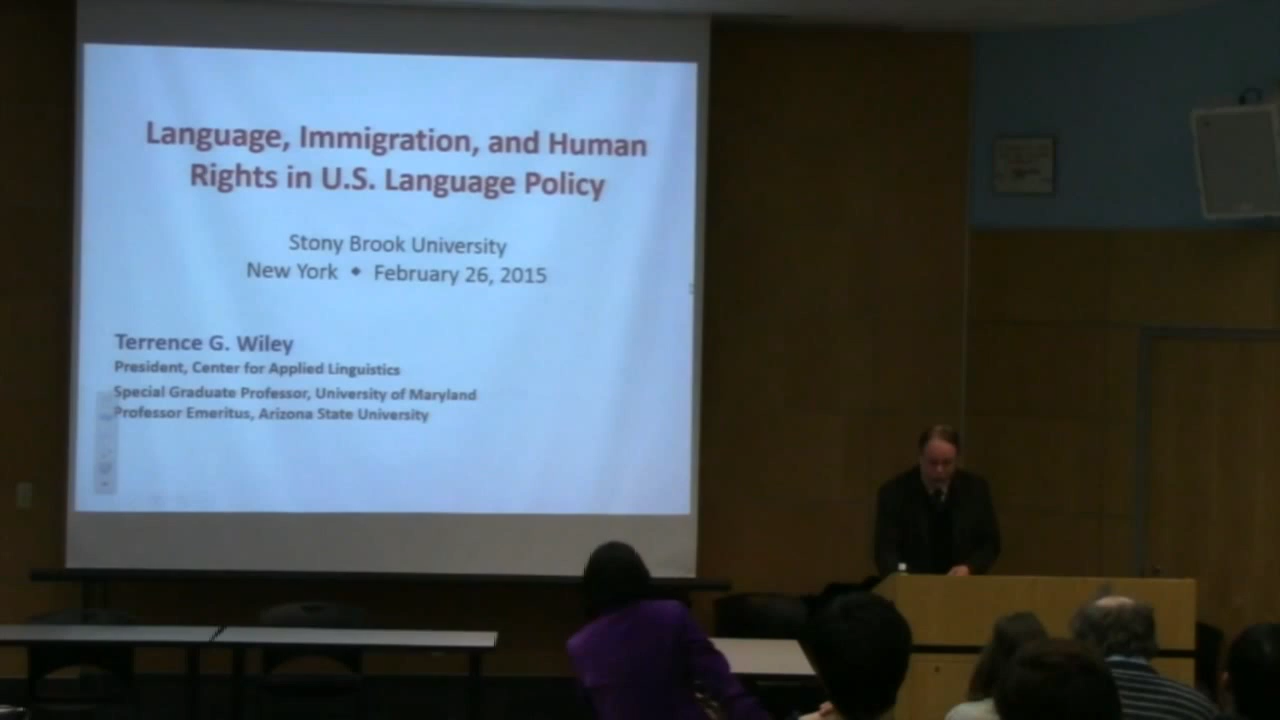 Language, Immigration, and Human
Rights in U.S. Language Policy
Stony Brook University
New York • February 26, 2015
Terrence G. Wiley
President, Center for Applied Linguistics
Special Graduate Professor, University of Maryland
Professor Emeritus, Arizona State University